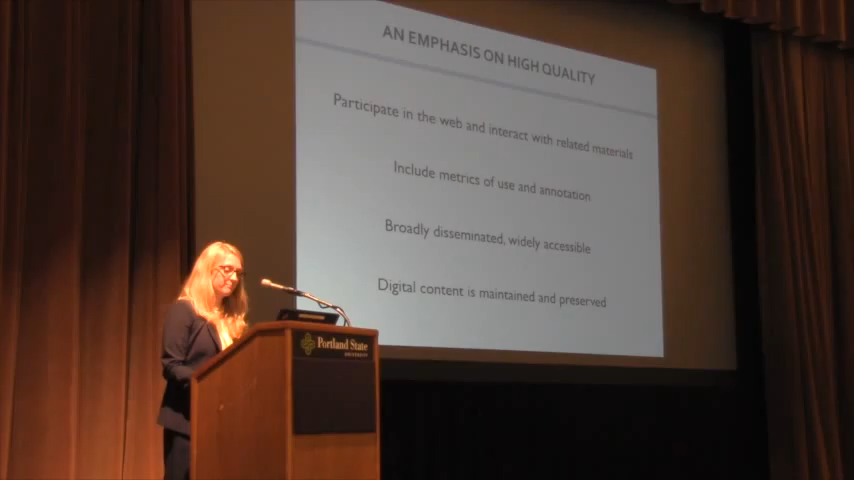 AN EMPHASIS ON HIGH QUALITY
Participate in the web and interact with related materials
Include metrics of use and annotation
Broadly disseminated, widely accessible
Digital content is maintained and preserved
Portland State
UNIVERSITY